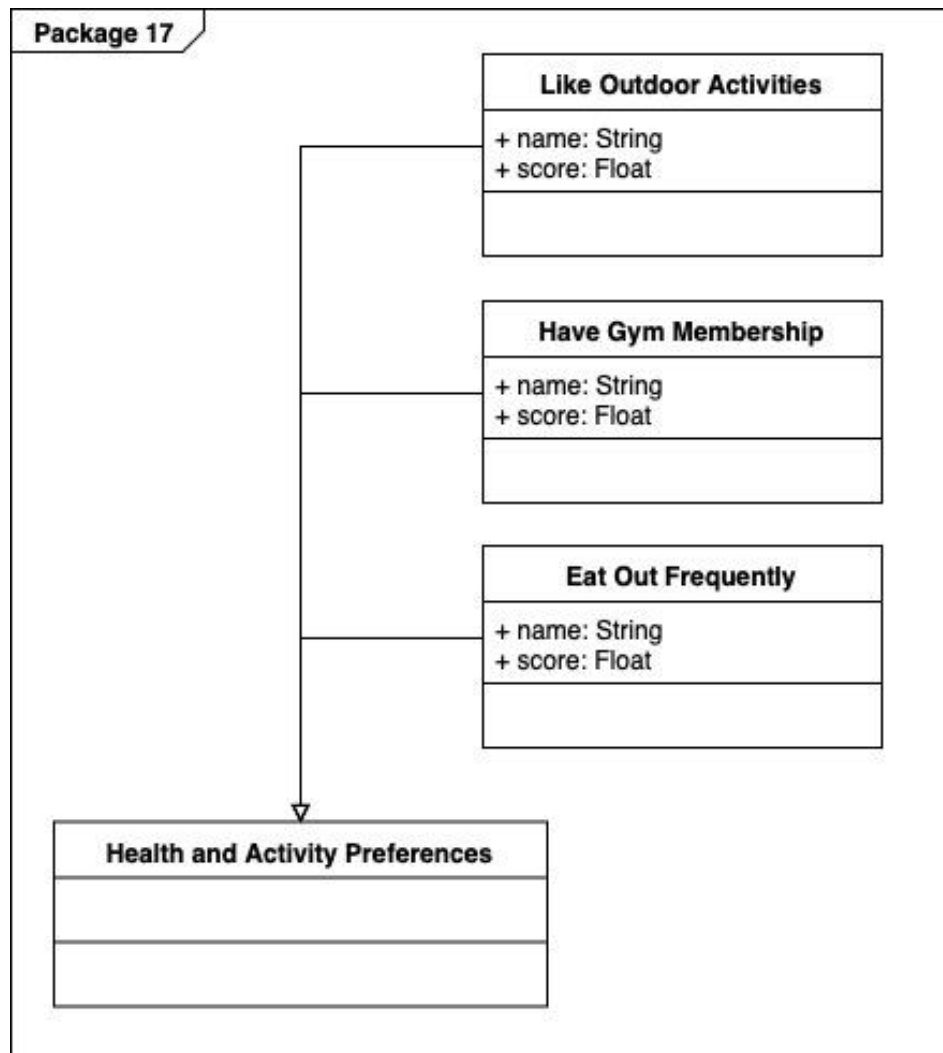 Package 17
Like Outdoor Activities
+ name: String
+ score: Float
Have Gym Membership
+ name: String
+ score: Float
Eat Out Frequently
+ name: String
+ score: Float
Health and Activity Preferences